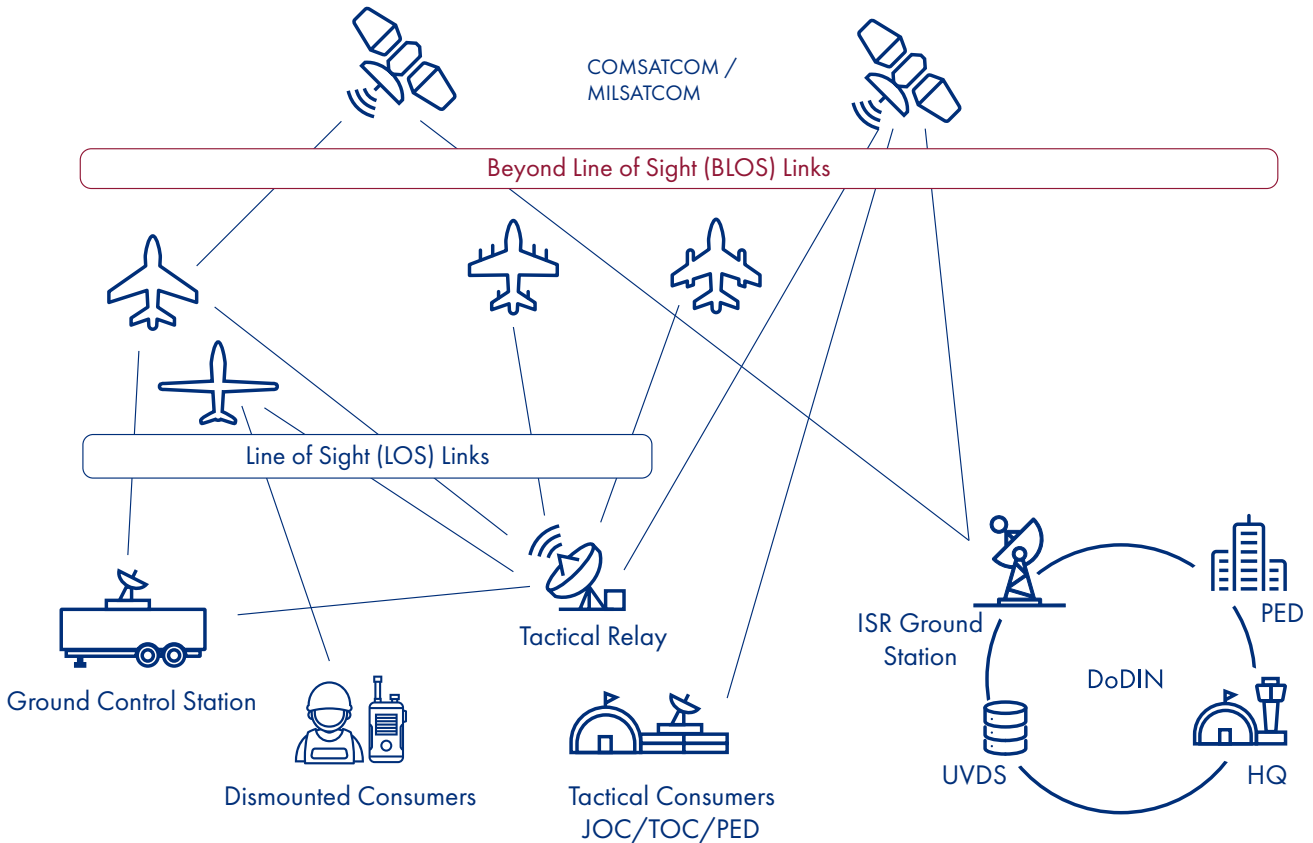 COMSATCOM /
MILSATCOM
Beyond Line of Sight (BLOS) Links
Line of Sight (LOS) Links
Tactical Relay
ISR Ground
Station
PED
DoDIN
Ground Control Station
UVDS
HQ
Dismounted Consumers
Tactical Consumers
JOC/TOC/PED